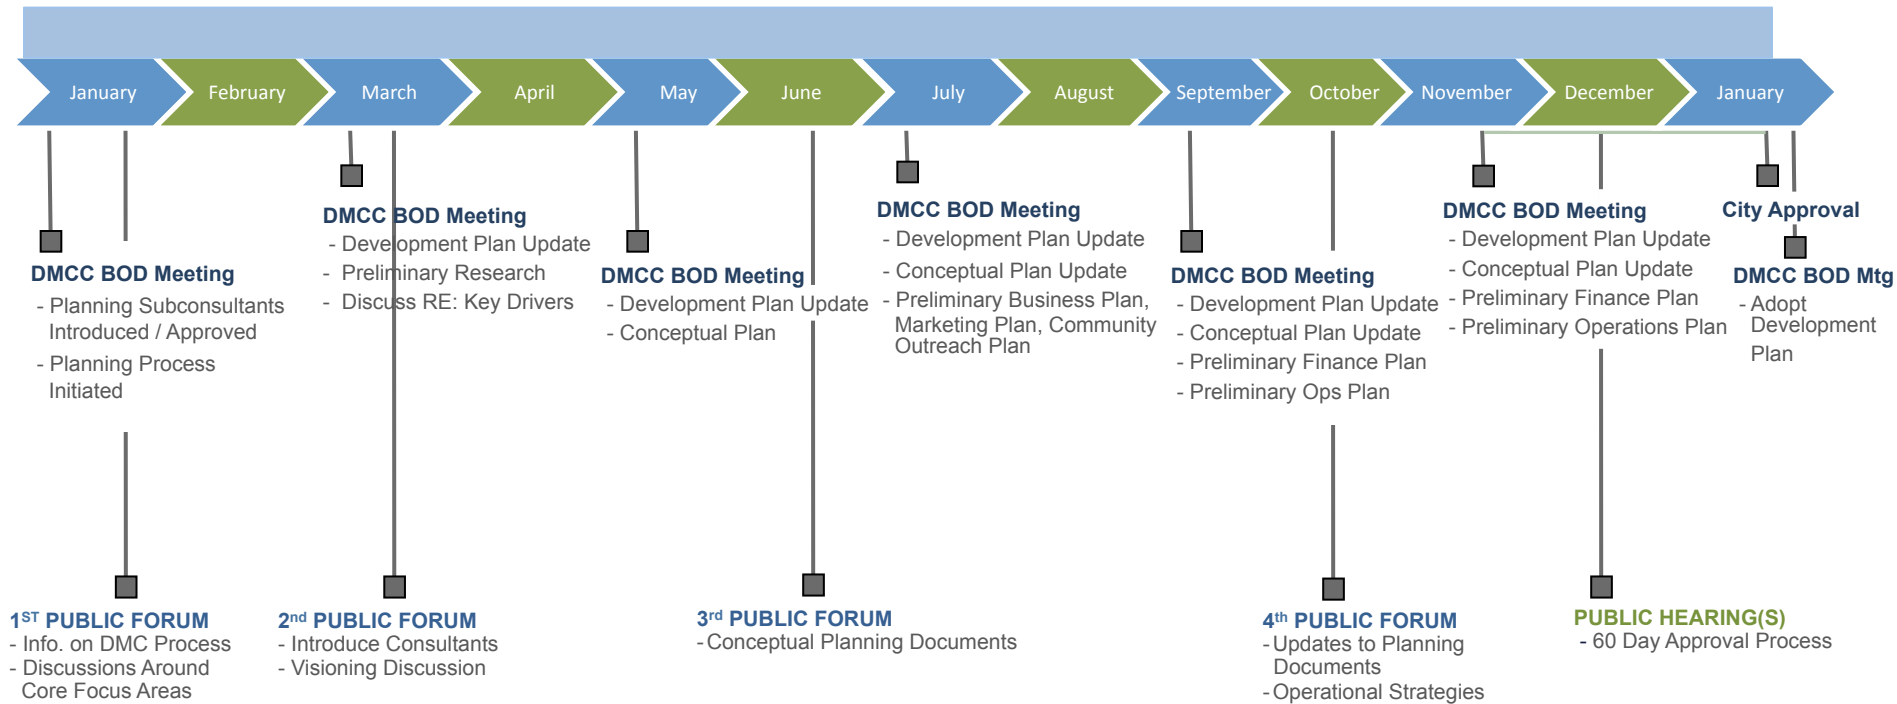 January
February
March
April
May
June
July
August
September
October
November
December
January
DMCC BOD Meeting
- Planning Subconsultants
Introduced / Approved
- Planning Process
Initiated
DMCC BOD Meeting
- Development Plan Update
- Preliminary Research
- Discuss RE: Key Drivers
DMCC BOD Meeting
- Development Plan Update
- Conceptual Plan
DMCC BOD Meeting
- Development Plan Update
- Conceptual Plan Update
- Preliminary Business Plan,
Marketing Plan, Community
Outreach Plan
DMCC BOD Meeting
- Development Plan Update
- Conceptual Plan Update
- Preliminary Finance Plan
- Preliminary Ops Plan
DMCC BOD Meeting
- Development Plan Update
- Conceptual Plan Update
- Preliminary Finance Plan
- Preliminary Operations Plan
City Approval
DMCC BOD Mtg
- Adopt
Development
Plan
1ST PUBLIC FORUM
- Info. on DMC Process
- Discussions Around
Core Focus Areas
2nd PUBLIC FORUM
- Introduce Consultants
- Visioning Discussion
3rd PUBLIC FORUM
- Conceptual Planning Documents
4th PUBLIC FORUM
- Updates to Planning
Documents
- Operational Strategies
PUBLIC HEARING(S)
- 60 Day Approval Process